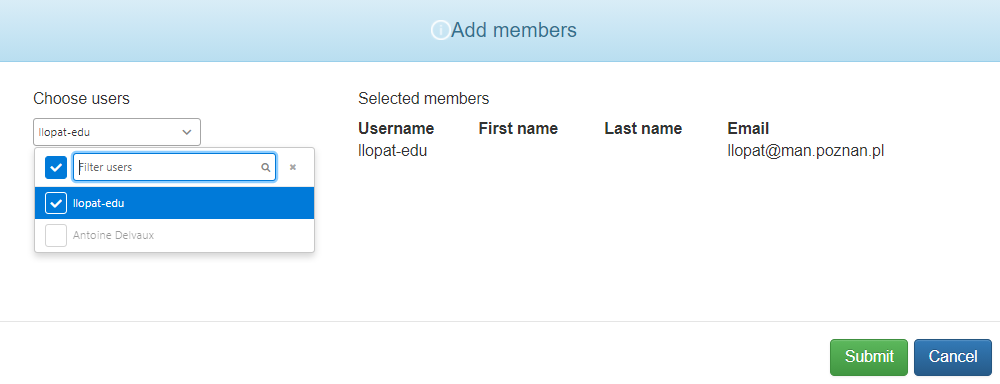 Add members
Choose users
llopat-edu
Filter users
llopat-edu
Antoine Delvaux
Selected members
Username First name Last name Email
llopat-edu llopat@man.poznan.pl
Submit Cancel